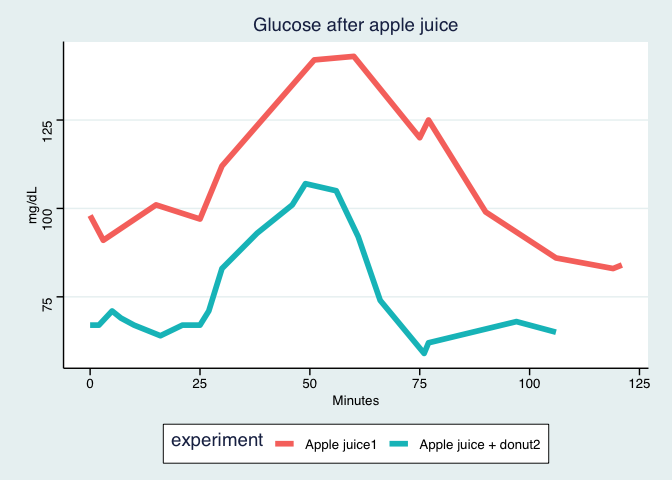 Glucose after apple juice
mg/dL
125
100
75
0 25 50 75 100 125
Minutes
experiment Apple juice1 Apple juice + donut2